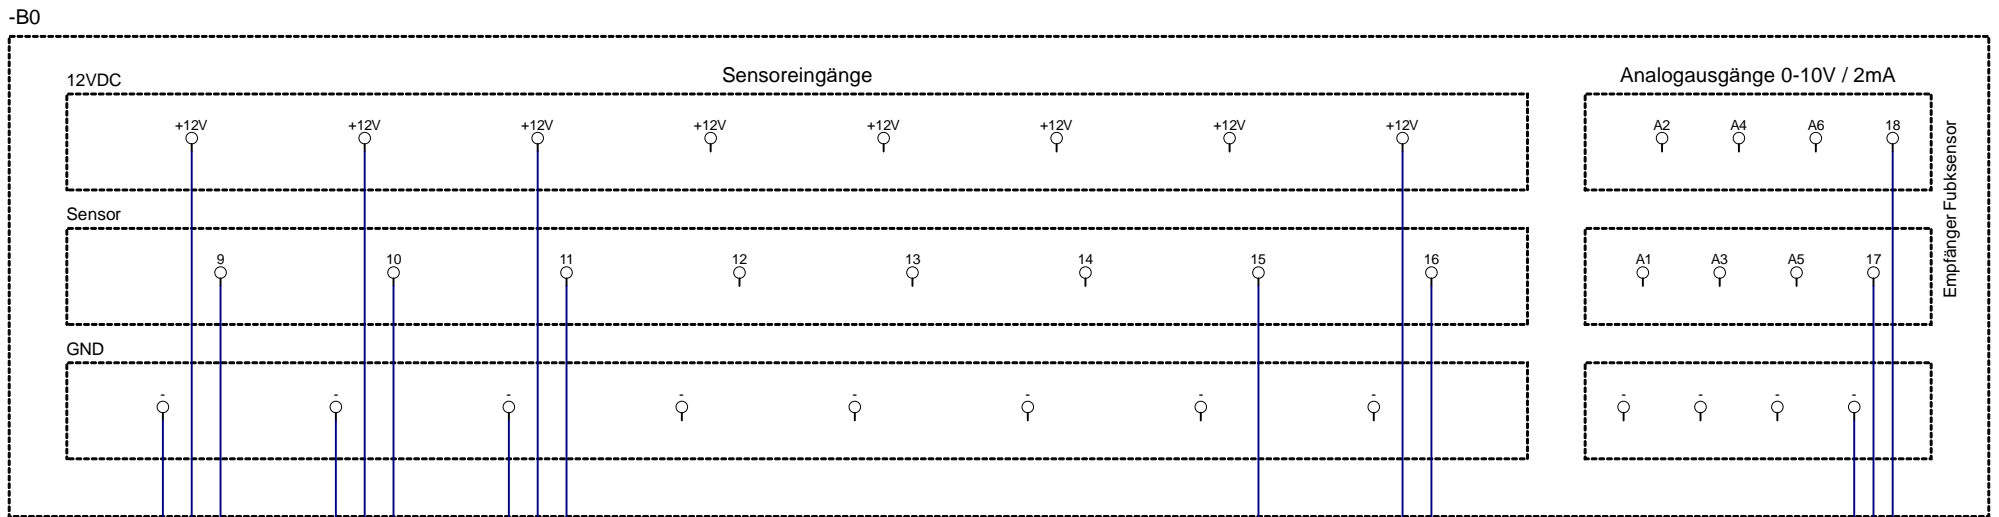 -B0
12VDC
Sensoreingänge
Analogausgänge 0-10V / 2mA
+12V +12V +12V +12V +12V +12V +12V +12V
A2 A4 A6 18
Empfänger Fubksensor
Sensor
9 10 11 12 13 14 15 16
A1 A3 A5 17
GND
- - - - - - - -
- - - -